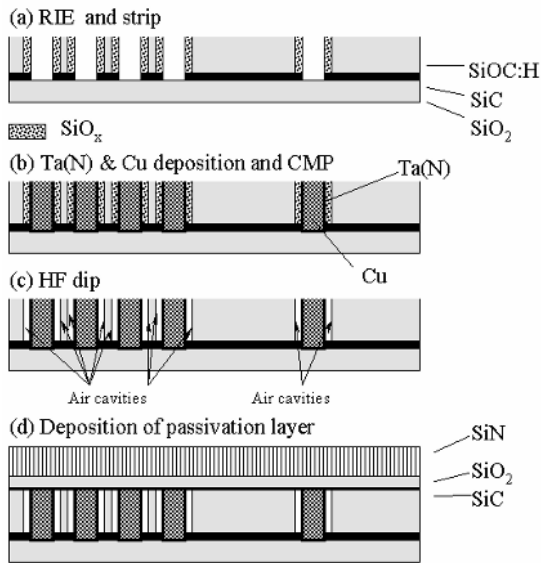 (a) RIE and strip
SiOC:H
SiC
SiO2
SiOx
(b) Ta(N) & Cu deposition and CMP
Ta(N)
Cu
(c) HF dip
Air cavities
Air cavities
(d) Deposition of passivation layer
SiN
SiO2
SiC